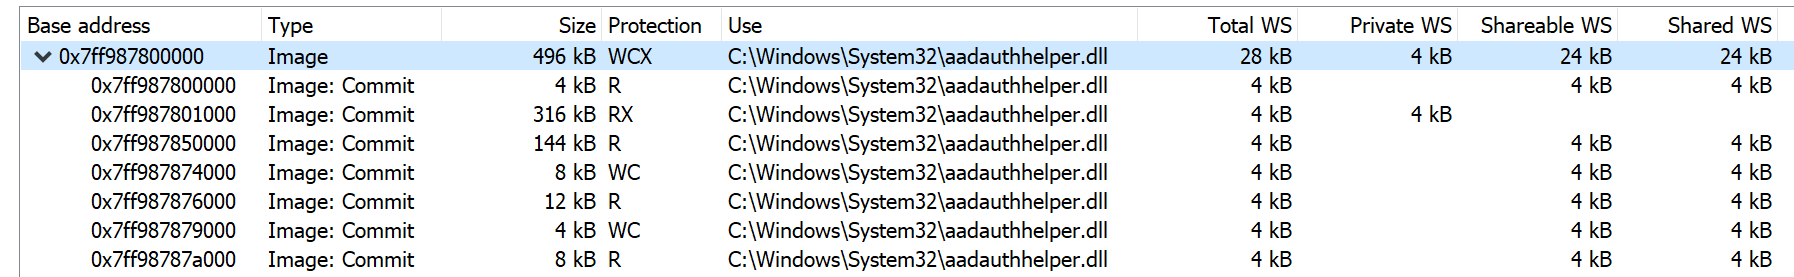 Base address Type Size Protection Use Total WS Private WS Shareable WS Shared WS
0x7ff987800000 Image 496 kB WCX C:\Windows\System32\aadauthhelper.dll 28 kB 4 kB 24 kB 24 kB
0x7ff987800000 Image: Commit 4 kB R C:\Windows\System32\aadauthhelper.dll 4 kB 4 kB 4 kB
0x7ff987801000 Image: Commit 316 kB RX C:\Windows\System32\aadauthhelper.dll 4 kB 4 kB
0x7ff987850000 Image: Commit 144 kB R C:\Windows\System32\aadauthhelper.dll 4 kB 4 kB 4 kB
0x7ff987874000 Image: Commit 8 kB WC C:\Windows\System32\aadauthhelper.dll 4 kB 4 kB 4 kB
0x7ff987876000 Image: Commit 12 kB R C:\Windows\System32\aadauthhelper.dll 4 kB 4 kB 4 kB
0x7ff987879000 Image: Commit 4 kB WC C:\Windows\System32\aadauthhelper.dll 4 kB 4 kB 4 kB
0x7ff98787a000 Image: Commit 8 kB R C:\Windows\System32\aadauthhelper.dll 4 kB 4 kB 4 kB